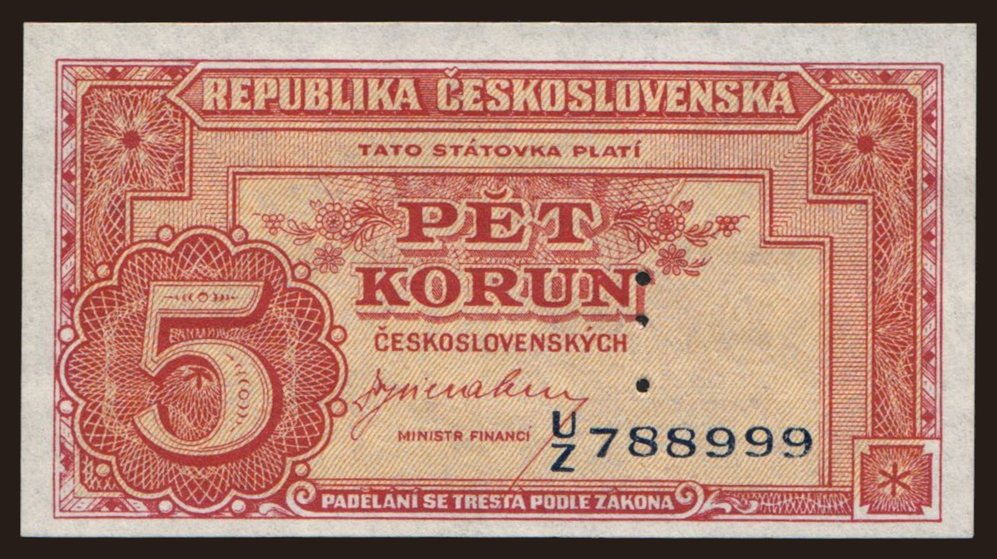 REPUBLIKA ČESKOSLOVENSKÁ
TATO STÁTOVKA PLATÍ
PĚT
KORUN
ČESKOSLOVENSKÝCH
5
MINISTR FINANCÍ
U/Z 788999
PADĚLÁNÍ SE TRESTÁ PODLE ZÁKONA